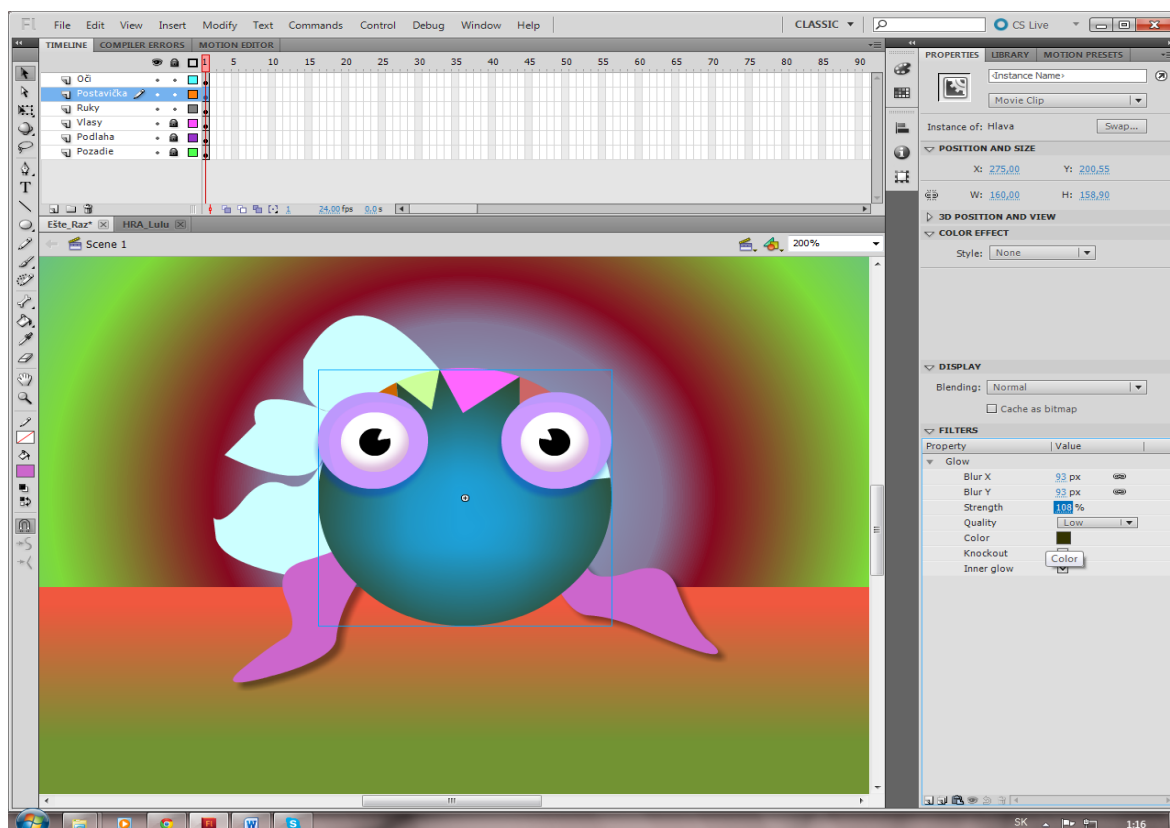 Fl File Edit View Insert Modify Text Commands Control Debug Window Help CLASSIC CS Live
TIMELINE COMPILER ERRORS MOTION EDITOR
1 5 10 15 20 25 30 35 40 45 50 55 60 65 70 75 80 85 90
Oči
Postavička
Ruky
Vlasy
Podlaha
Pozadie
1 24,00 fps 0,0 s
Ešte_Raz* HRA_Lulu
Scene 1 200%
T
PROPERTIES LIBRARY MOTION PRESETS
<Instance Name>
Movie Clip
Instance of: Hlava Swap...
POSITION AND SIZE
X: 275,00 Y: 200,55
W: 160,00 H: 158,90
3D POSITION AND VIEW
COLOR EFFECT
Style: None
DISPLAY
Blending: Normal
Cache as bitmap
FILTERS
Property Value
Glow
Blur X 93 px
Blur Y 93 px
Strength 108 %
Quality Low
Color
Knockout
Color
Inner glow
Fl W S SK 1:16